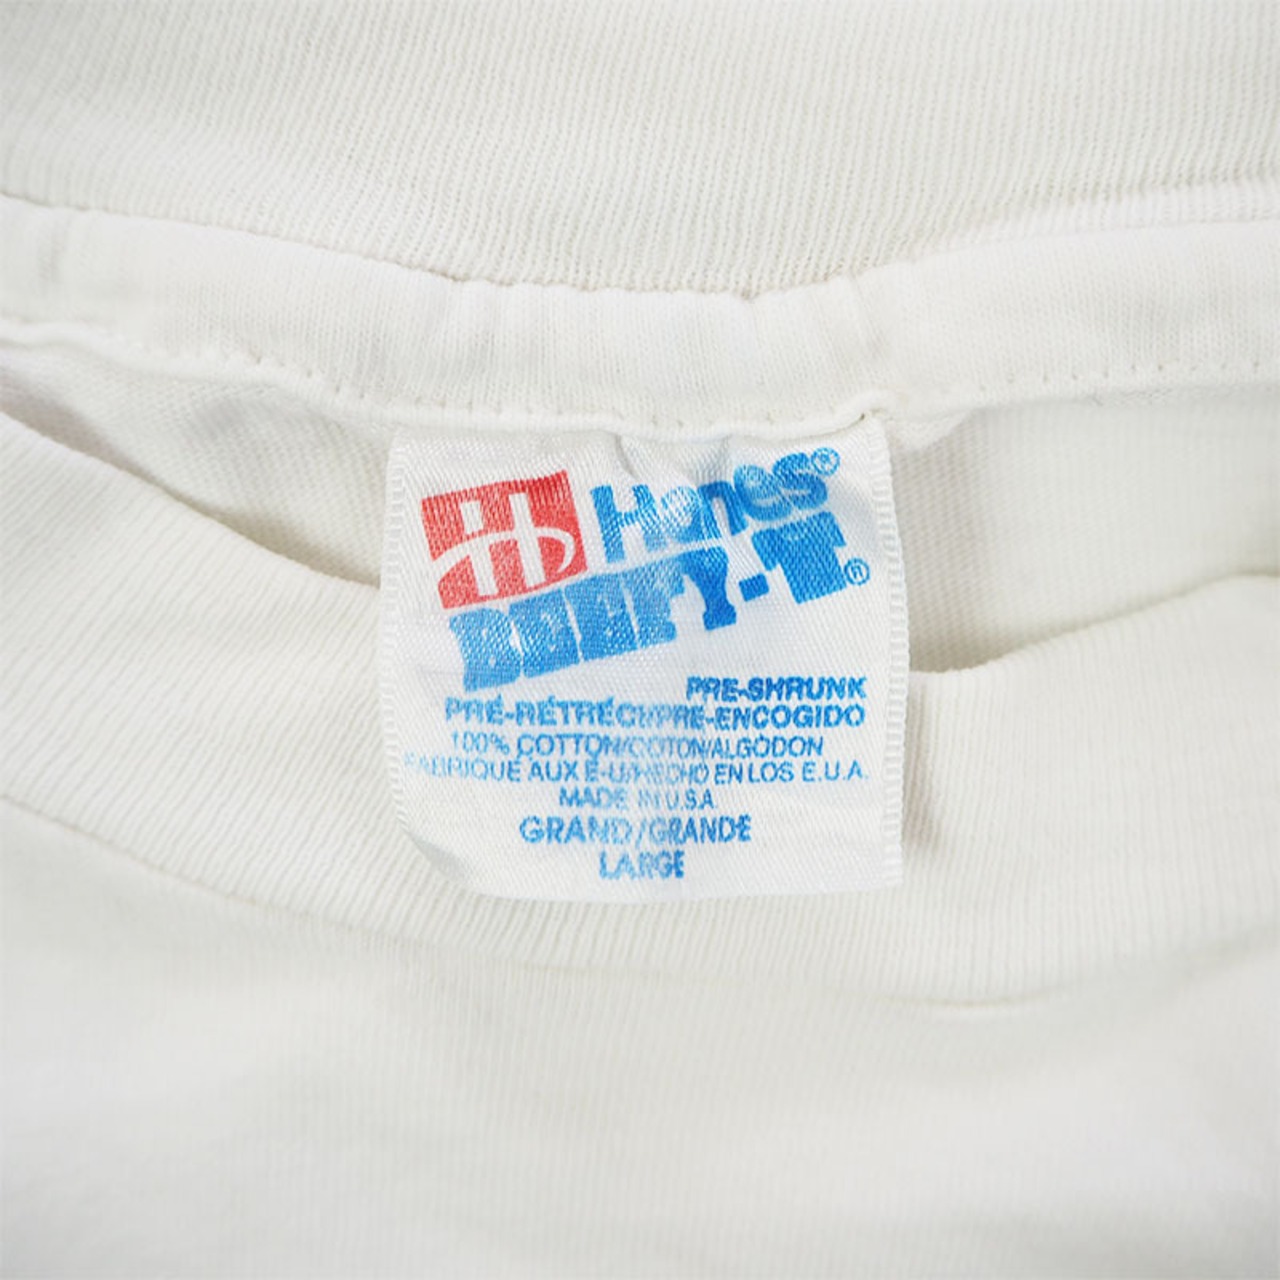 H Hanes®
BEEFY-T.®
PRE-SHRUNK
PRÉ-RÉTRÉCI/PRE-ENCOGIDO
100% COTTON/COTON/ALGODON
FABRIQUÉ AUX É-U/HECHO EN LOS E.U.A.
MADE IN U.S.A.
GRAND/GRANDE
LARGE